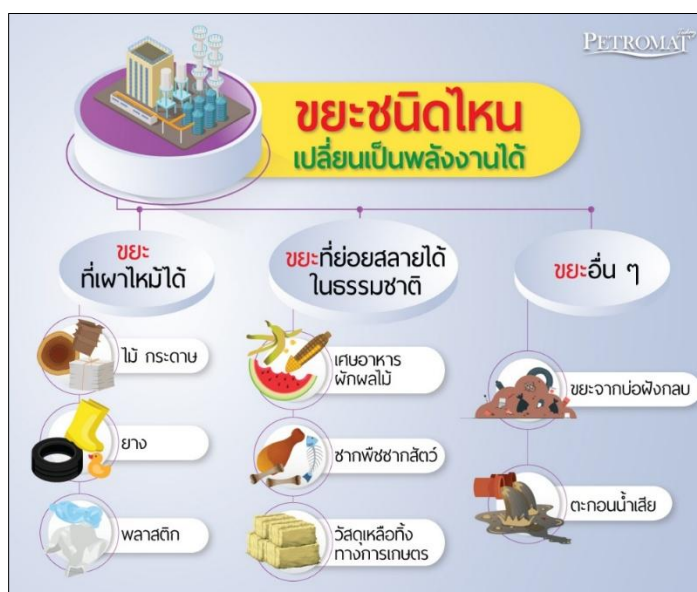 PETROMAT Today
ขยะชนิดไหน
เปลี่ยนเป็นพลังงานได้
ขยะ
ที่เผาไหม้ได้
ไม้ กระดาษ
ยาง
พลาสติก
ขยะที่ย่อยสลายได้
ในธรรมชาติ
เศษอาหาร
ผักผลไม้
ซากพืชซากสัตว์
วัสดุเหลือทิ้ง
ทางการเกษตร
ขยะอื่น ๆ
ขยะจากบ่อฝังกลบ
ตะกอนน้ำเสีย